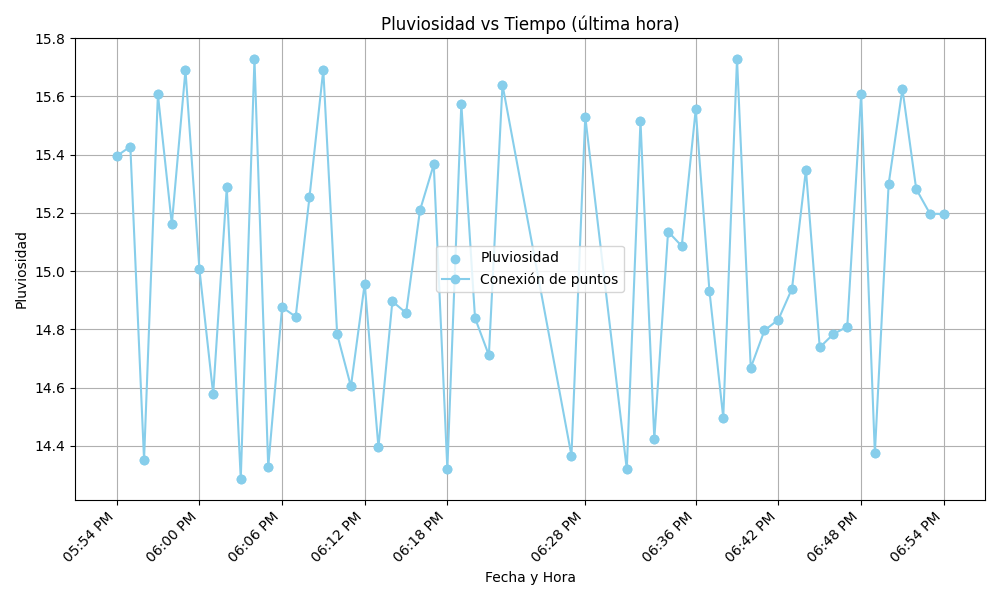 Pluviosidad vs Tiempo (última hora)
15.8
15.6
15.4
15.2
15.0
14.8
14.6
14.4
Pluviosidad
Pluviosidad
Conexión de puntos
05:54 PM
06:00 PM
06:06 PM
06:12 PM
06:18 PM
06:28 PM
06:36 PM
06:42 PM
06:48 PM
06:54 PM
Fecha y Hora